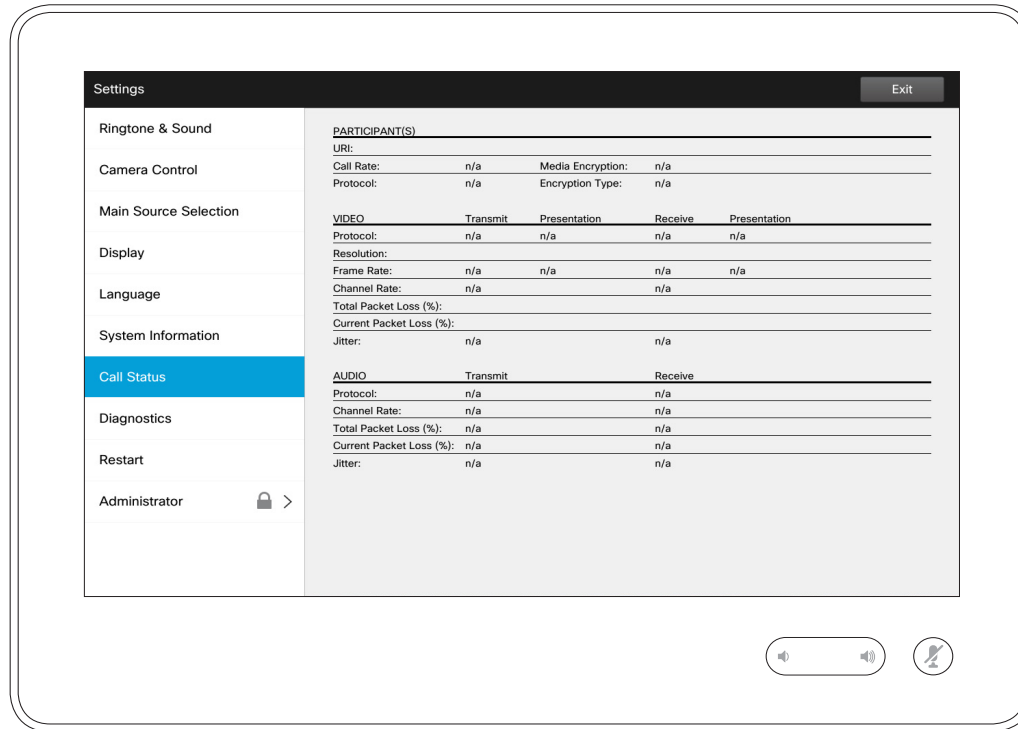 Settings
Exit
Ringtone & Sound
Camera Control
Main Source Selection
Display
Language
System Information
Call Status
Diagnostics
Restart
Administrator
PARTICIPANT(S)
URI:
Call Rate: n/a Media Encryption: n/a
Protocol: n/a Encryption Type: n/a
VIDEO Transmit Presentation Receive Presentation
Protocol: n/a n/a n/a n/a
Resolution:
Frame Rate: n/a n/a n/a n/a
Channel Rate: n/a n/a
Total Packet Loss (%):
Current Packet Loss (%):
Jitter: n/a n/a
AUDIO Transmit Receive
Protocol: n/a n/a
Channel Rate: n/a n/a
Total Packet Loss (%): n/a n/a
Current Packet Loss (%): n/a n/a
Jitter: n/a n/a